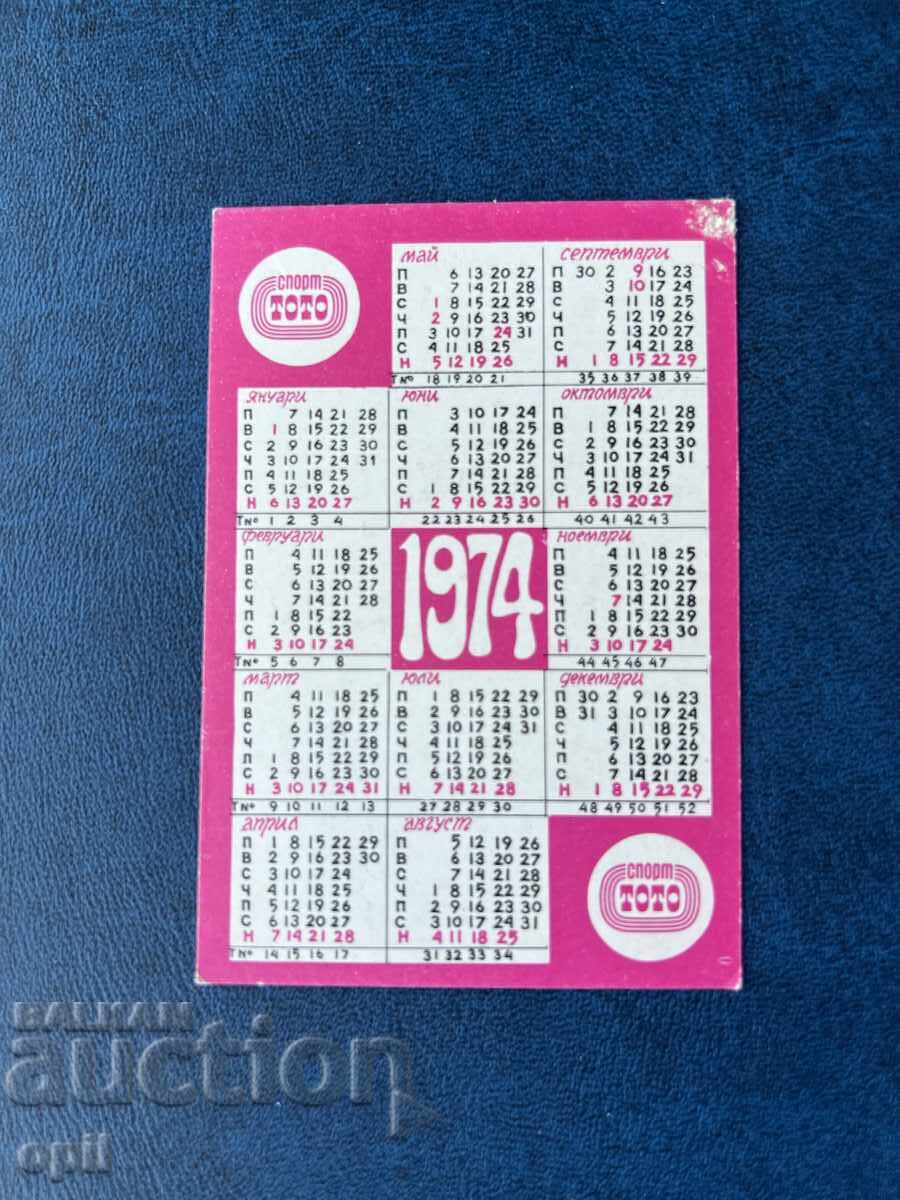 спорт
ТОТО
май
П 6 13 20 27
В 7 14 21 28
С 1 8 15 22 29
Ч 2 9 16 23 30
П 3 10 17 24 31
С 4 11 18 25
Н 5 12 19 26
ТN° 18 19 20 21
септември
П 30 2 9 16 23
В 3 10 17 24
С 4 11 18 25
Ч 5 12 19 26
П 6 13 20 27
С 7 14 21 28
Н 1 8 15 22 29
35 36 37 38 39
януари
П 7 14 21 28
В 1 8 15 22 29
С 2 9 16 23 30
Ч 3 10 17 24 31
П 4 11 18 25
С 5 12 19 26
Н 6 13 20 27
ТN° 1 2 3 4
юни
П 3 10 17 24
В 4 11 18 25
С 5 12 19 26
Ч 6 13 20 27
П 7 14 21 28
С 1 8 15 22 29
Н 2 9 16 23 30
22 23 24 25 26
октомври
П 7 14 21 28
В 1 8 15 22 29
С 2 9 16 23 30
Ч 3 10 17 24 31
П 4 11 18 25
С 5 12 19 26
Н 6 13 20 27
40 41 42 43
февруари
П 4 11 18 25
В 5 12 19 26
С 6 13 20 27
Ч 7 14 21 28
П 1 8 15 22
С 2 9 16 23
Н 3 10 17 24
ТN° 5 6 7 8
1974
ноември
П 4 11 18 25
В 5 12 19 26
С 6 13 20 27
Ч 7 14 21 28
П 1 8 15 22 29
С 2 9 16 23 30
Н 3 10 17 24
44 45 46 47
март
П 4 11 18 25
В 5 12 19 26
С 6 13 20 27
Ч 7 14 21 28
П 1 8 15 22 29
С 2 9 16 23 30
Н 3 10 17 24 31
ТN° 9 10 11 12 13
юли
П 1 8 15 22 29
В 2 9 16 23 30
С 3 10 17 24 31
Ч 4 11 18 25
П 5 12 19 26
С 6 13 20 27
Н 7 14 21 28
27 28 29 30
декември
П 30 2 9 16 23
В 31 3 10 17 24
С 4 11 18 25
Ч 5 12 19 26
П 6 13 20 27
С 7 14 21 28
Н 1 8 15 22 29
48 49 50 51 52
април
П 1 8 15 22 29
В 2 9 16 23 30
С 3 10 17 24
Ч 4 11 18 25
П 5 12 19 26
С 6 13 20 27
Н 7 14 21 28
ТN° 14 15 16 17
август
П 5 12 19 26
В 6 13 20 27
С 7 14 21 28
Ч 1 8 15 22 29
П 2 9 16 23 30
С 3 10 17 24 31
Н 4 11 18 25
31 32 33 34
спорт
ТОТО
BALKAN
auction
opil